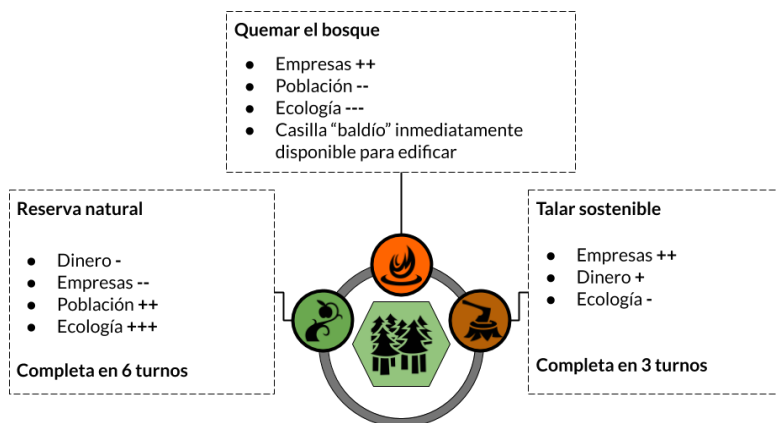 Quemar el bosque
● Empresas ++
● Población --
● Ecología ---
● Casilla “baldío” inmediatamente
disponible para edificar
Reserva natural
● Dinero -
● Empresas --
● Población ++
● Ecología +++
Completa en 6 turnos
Talar sostenible
● Empresas ++
● Dinero +
● Ecología -
Completa en 3 turnos